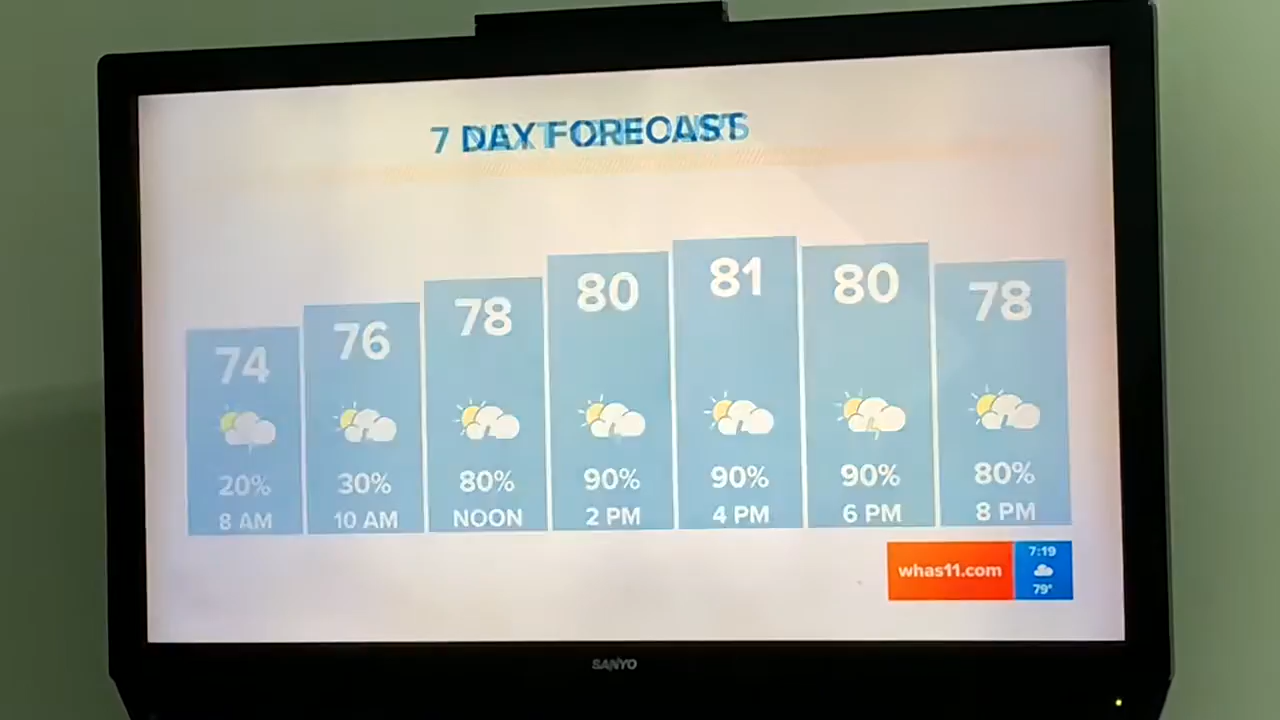 7 DAY FORECAST
74 76 78 80 81 80 78
20% 30% 80% 90% 90% 90% 80%
8 AM 10 AM NOON 2 PM 4 PM 6 PM 8 PM
whas11.com
7:19
79°
SANYO